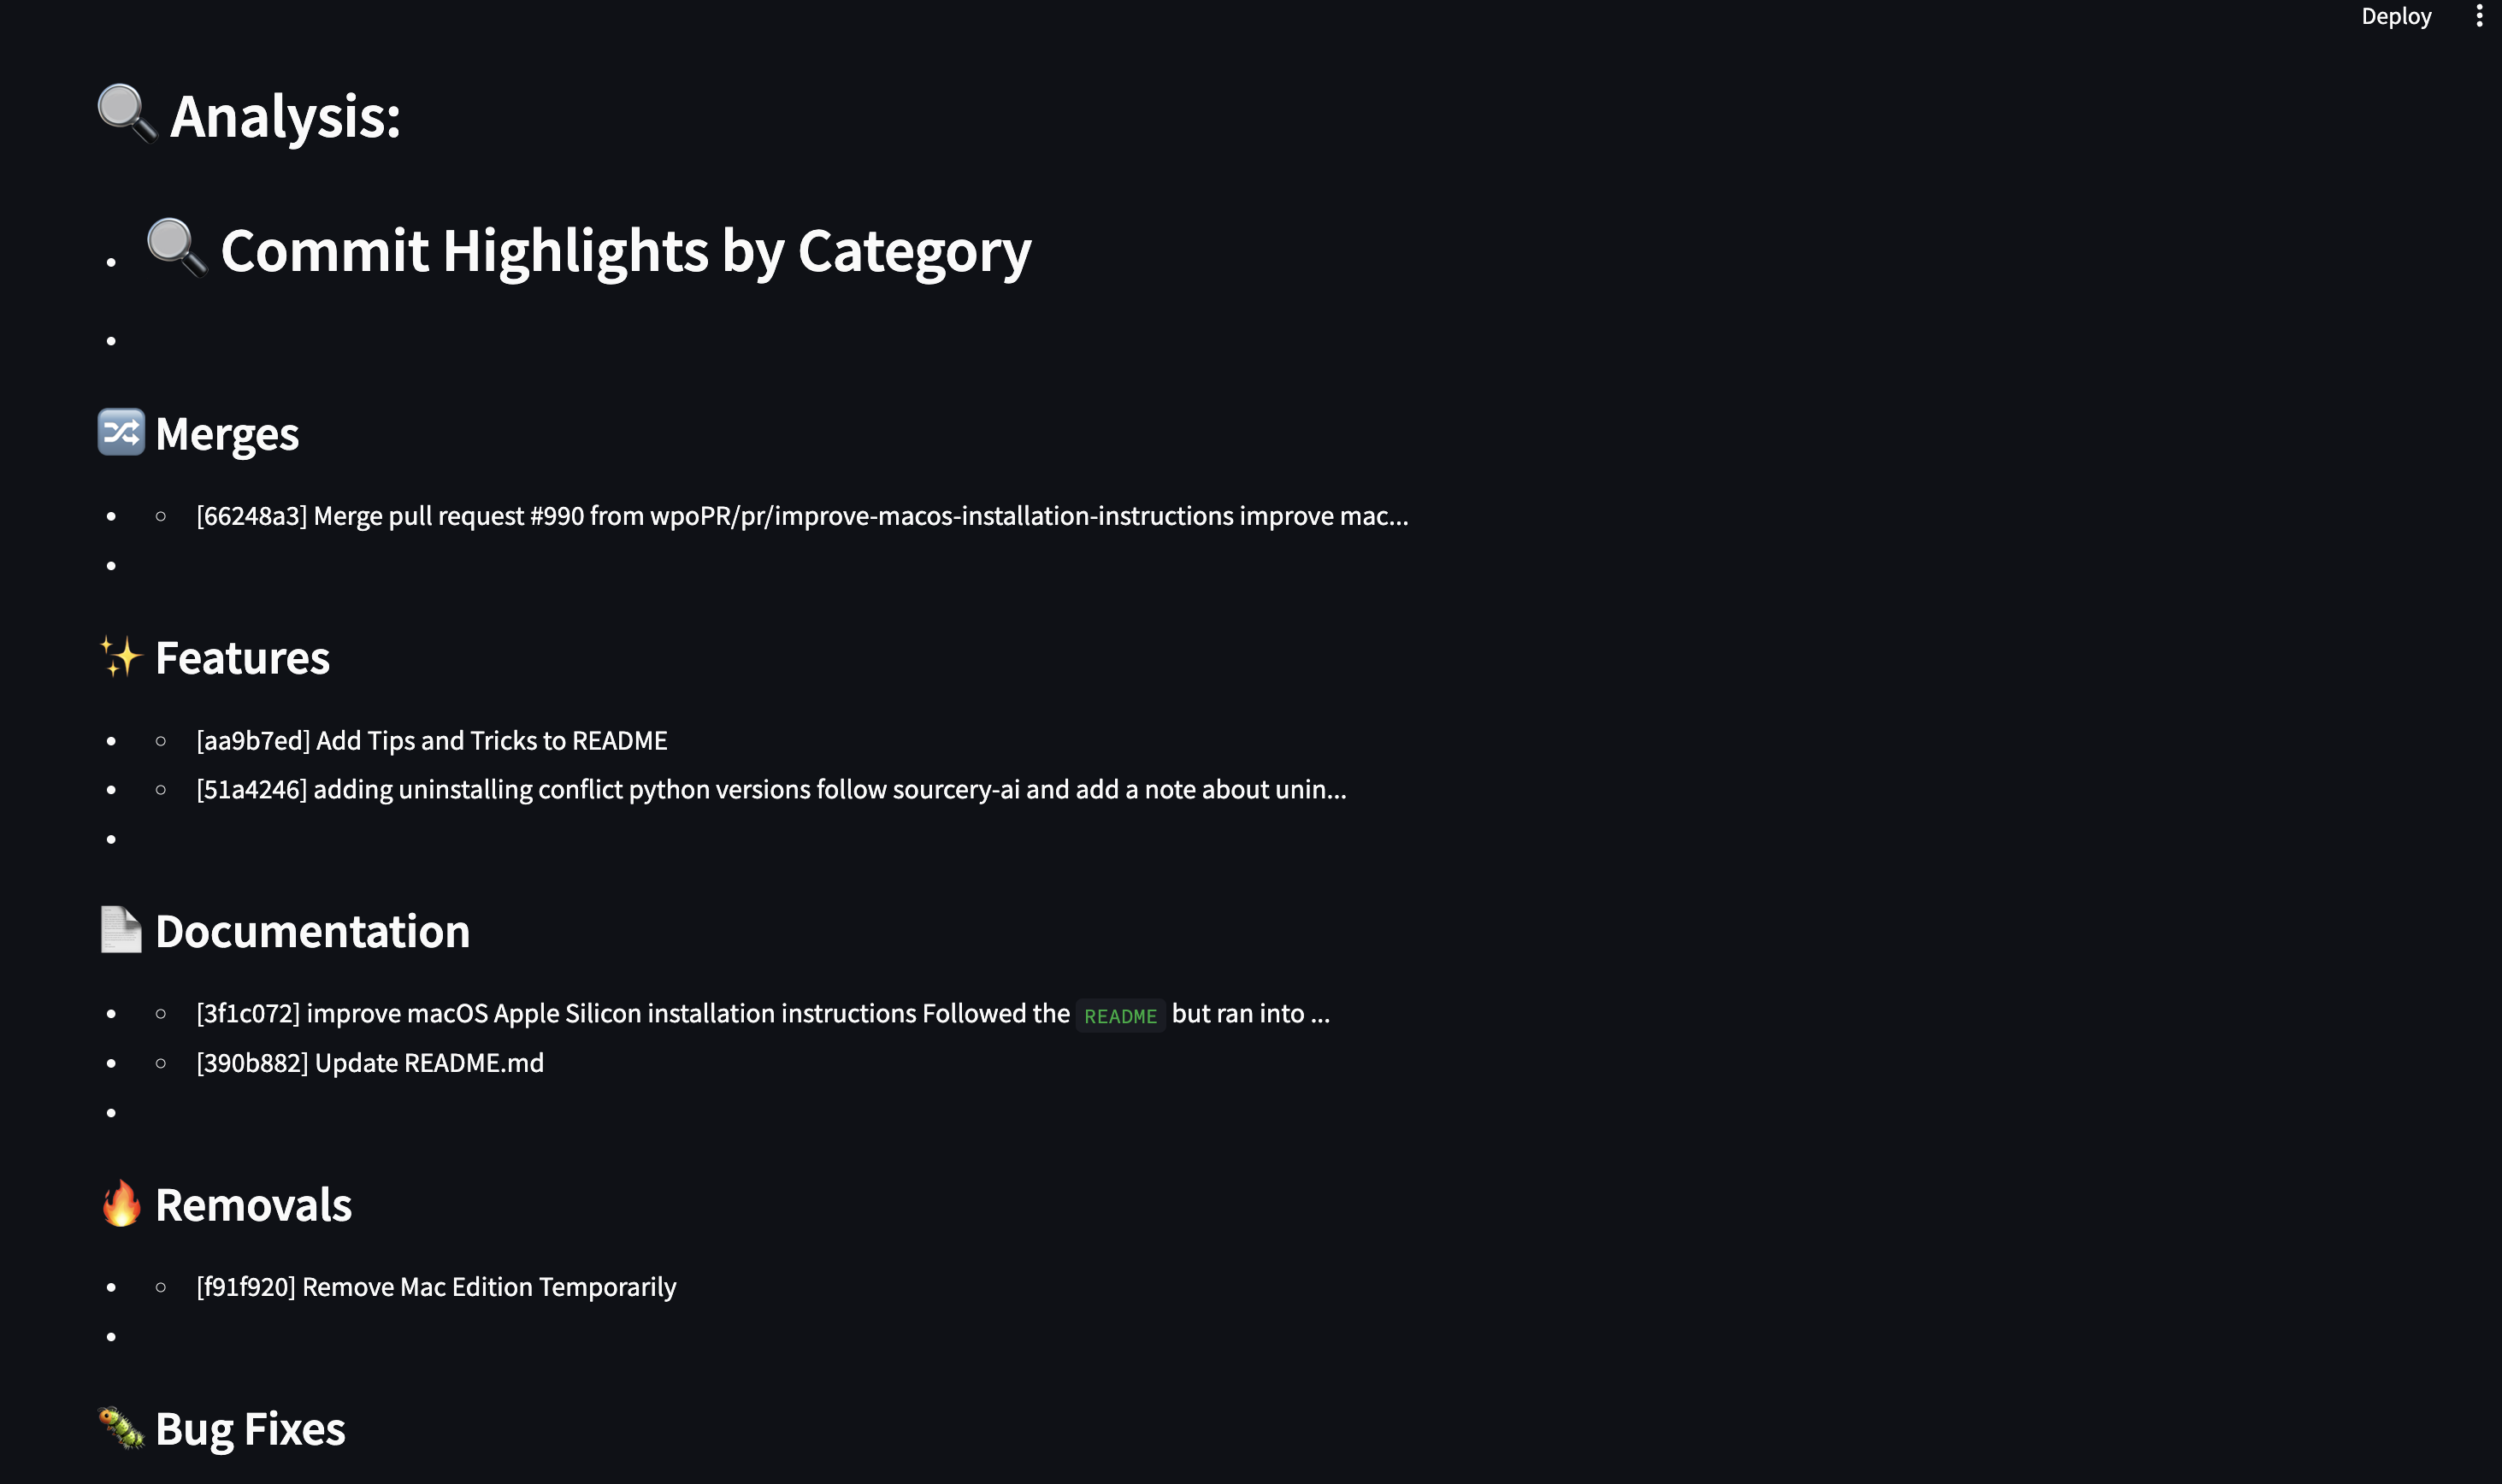 Deploy
Analysis:
Commit Highlights by Category
Merges
[66248a3] Merge pull request #990 from wpoPR/pr/improve-macos-installation-instructions improve mac...
Features
[aa9b7ed] Add Tips and Tricks to README
[51a4246] adding uninstalling conflict python versions follow sourcery-ai and add a note about unin...
Documentation
[3f1c072] improve macOS Apple Silicon installation instructions Followed the README but ran into ...
[390b882] Update README.md
Removals
[f91f920] Remove Mac Edition Temporarily
Bug Fixes